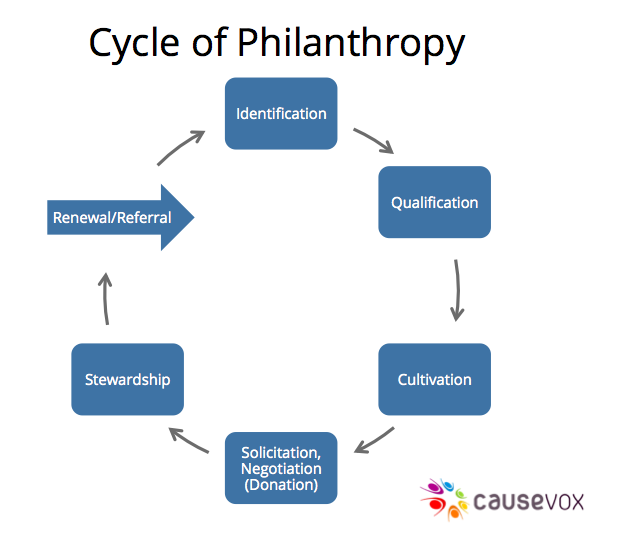 Cycle of Philanthropy
Identification
Qualification
Cultivation
Solicitation,
Negotiation
(Donation)
Stewardship
Renewal/Referral
causevox